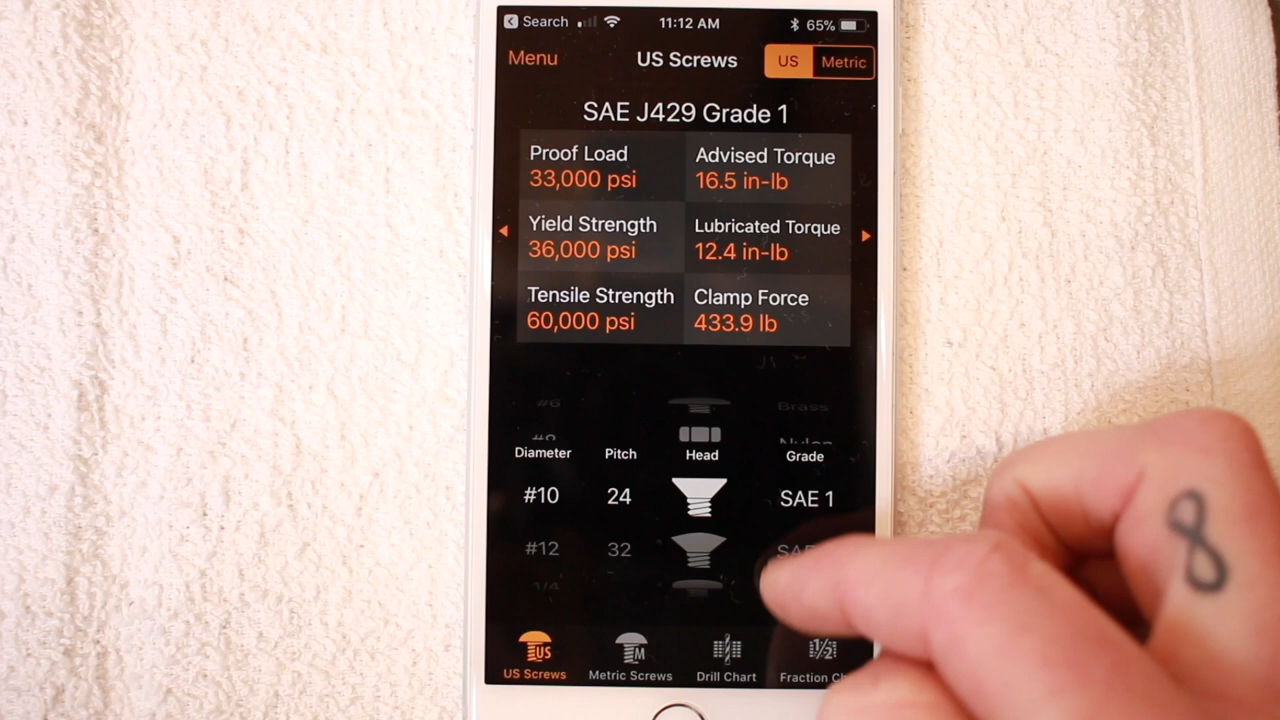 Search 11:12 AM 65%
Menu US Screws US Metric
SAE J429 Grade 1
Proof Load Advised Torque
33,000 psi 16.5 in-lb
Yield Strength Lubricated Torque
36,000 psi 12.4 in-lb
Tensile Strength Clamp Force
60,000 psi 433.9 lb
#6 Brass
Diameter Pitch Head Grade
#10 24 SAE 1
#12 32
1/4
US M 1/2
US Screws Metric Screws Drill Chart Fraction